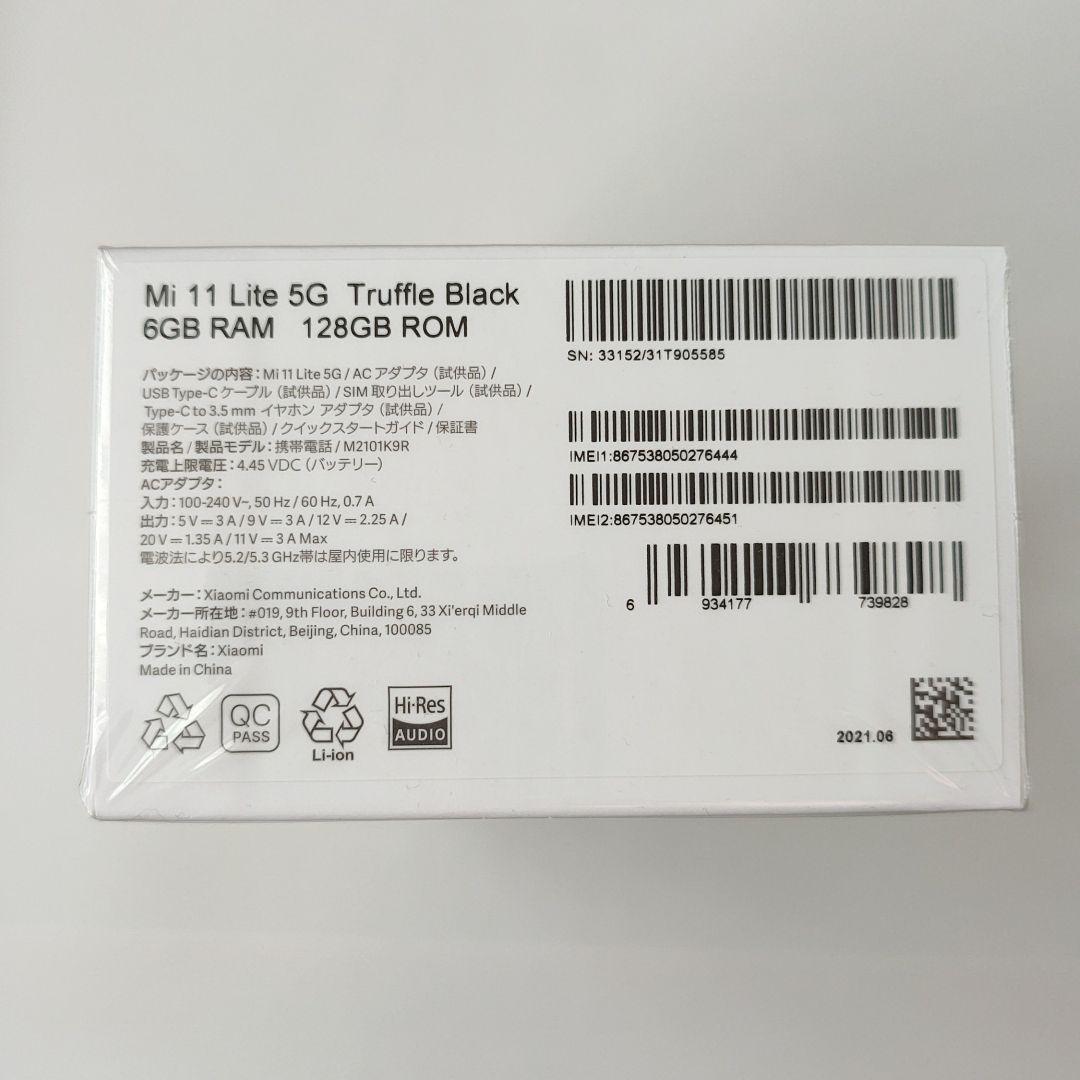 Mi 11 Lite 5G Truffle Black
6GB RAM 128GB ROM
パッケージの内容：Mi 11 Lite 5G / AC アダプタ（試供品）/
USB Type-C ケーブル（試供品）/ SIM 取り出しツール（試供品）/
Type-C to 3.5 mm イヤホン アダプタ（試供品）/
保護ケース（試供品）/ クイックスタートガイド / 保証書
製品名 / 製品モデル：携帯電話 / M2101K9R
充電上限電圧：4.45 VDC（バッテリー）
ACアダプタ：
入力：100-240 V~, 50 Hz / 60 Hz, 0.7 A
出力：5 V⎓3 A / 9 V⎓3 A / 12 V⎓2.25 A /
20 V⎓1.35 A / 11 V⎓3 A Max
電波法により5.2/5.3 GHz帯は屋内使用に限ります。
メーカー：Xiaomi Communications Co., Ltd.
メーカー所在地：#019, 9th Floor, Building 6, 33 Xi'erqi Middle
Road, Haidian District, Beijing, China, 100085
ブランド名：Xiaomi
Made in China
QC
PASS
Li-ion
Hi-Res
AUDIO
SN: 33152/31T905585
IMEI1:867538050276444
IMEI2:867538050276451
6 934177 739828
2021.06